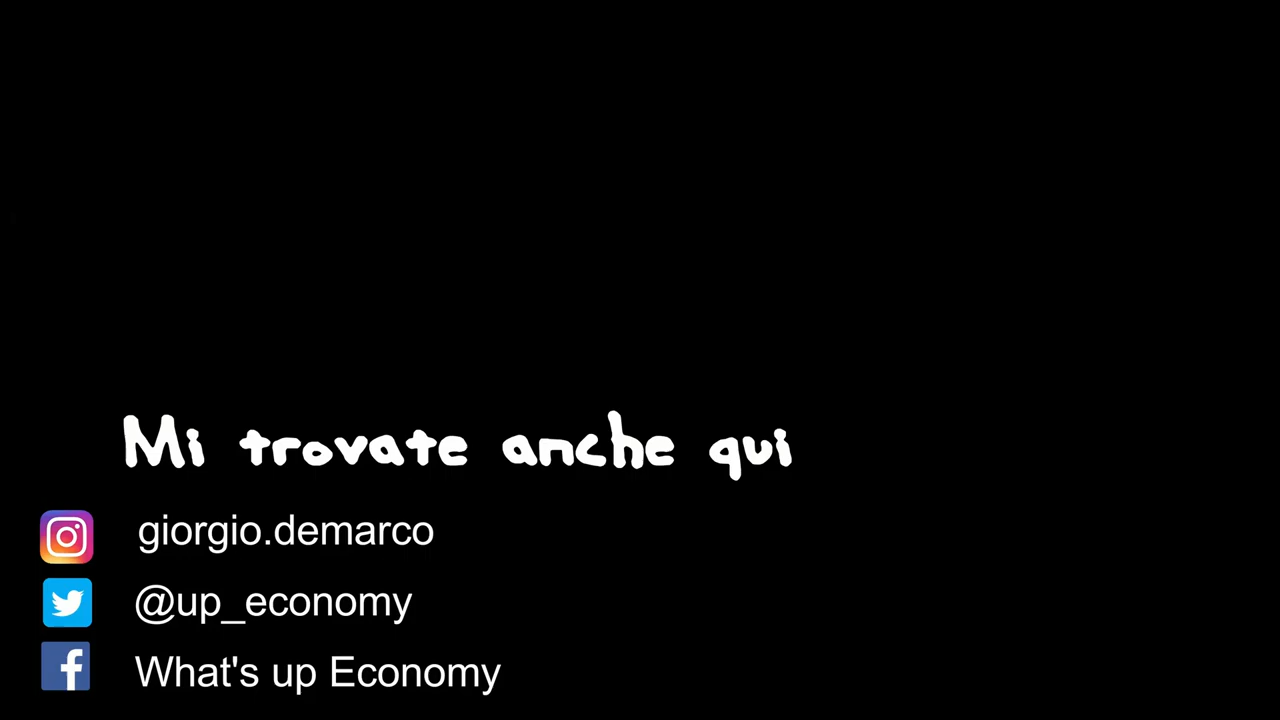 Mi trovate anche qui
giorgio.demarco
@up_economy
What's up Economy